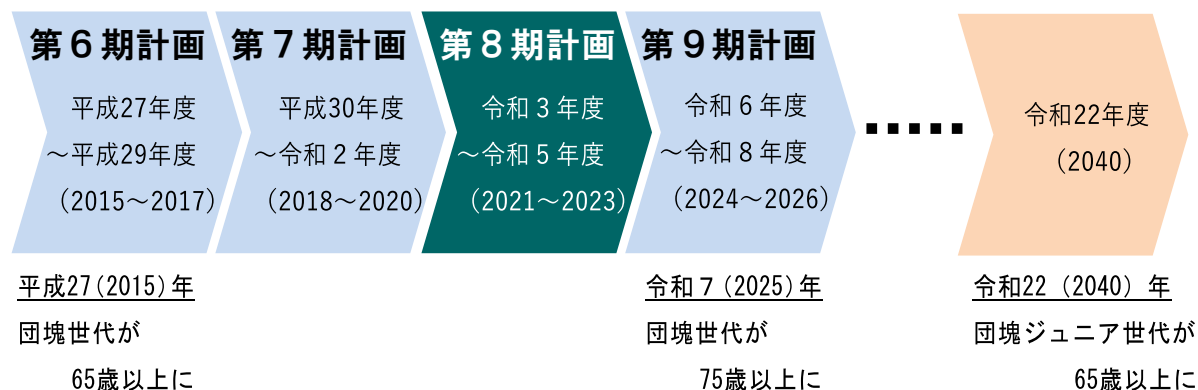 第６期計画
平成27年度
～平成29年度
（2015～2017）
第７期計画
平成30年度
～令和２年度
（2018～2020）
第８期計画
令和３年度
～令和５年度
（2021～2023）
第９期計画
令和６年度
～令和８年度
（2024～2026）
令和22年度
（2040）
平成27(2015)年
団塊世代が
65歳以上に
令和７(2025)年
団塊世代が
75歳以上に
令和22（2040）年
団塊ジュニア世代が
65歳以上に